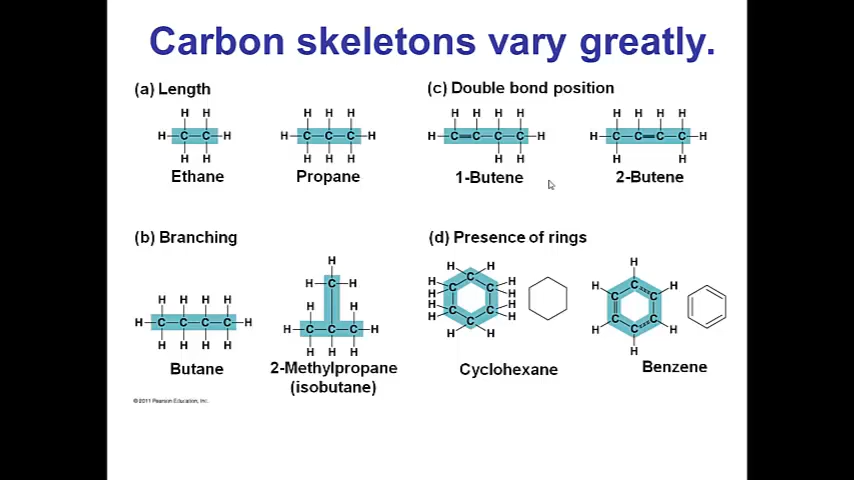 Carbon skeletons vary greatly.
(a) Length
H H
H C C H
H H
Ethane
H H H
H C C C H
H H H
Propane
(c) Double bond position
H H H H
H C C C C H
H H
1-Butene
H H H H
H C C C C H
H H
2-Butene
(b) Branching
H H H H
H C C C C H
H H H H
Butane
H
H C H
H H
H C C C H
H H H
2-Methylpropane
(isobutane)
(d) Presence of rings
H H
H C H
H C C H
H C C H
H C H
H H
Cyclohexane
H
H C H
C C
C C
H C H
H
Benzene
© 2011 Pearson Education, Inc.